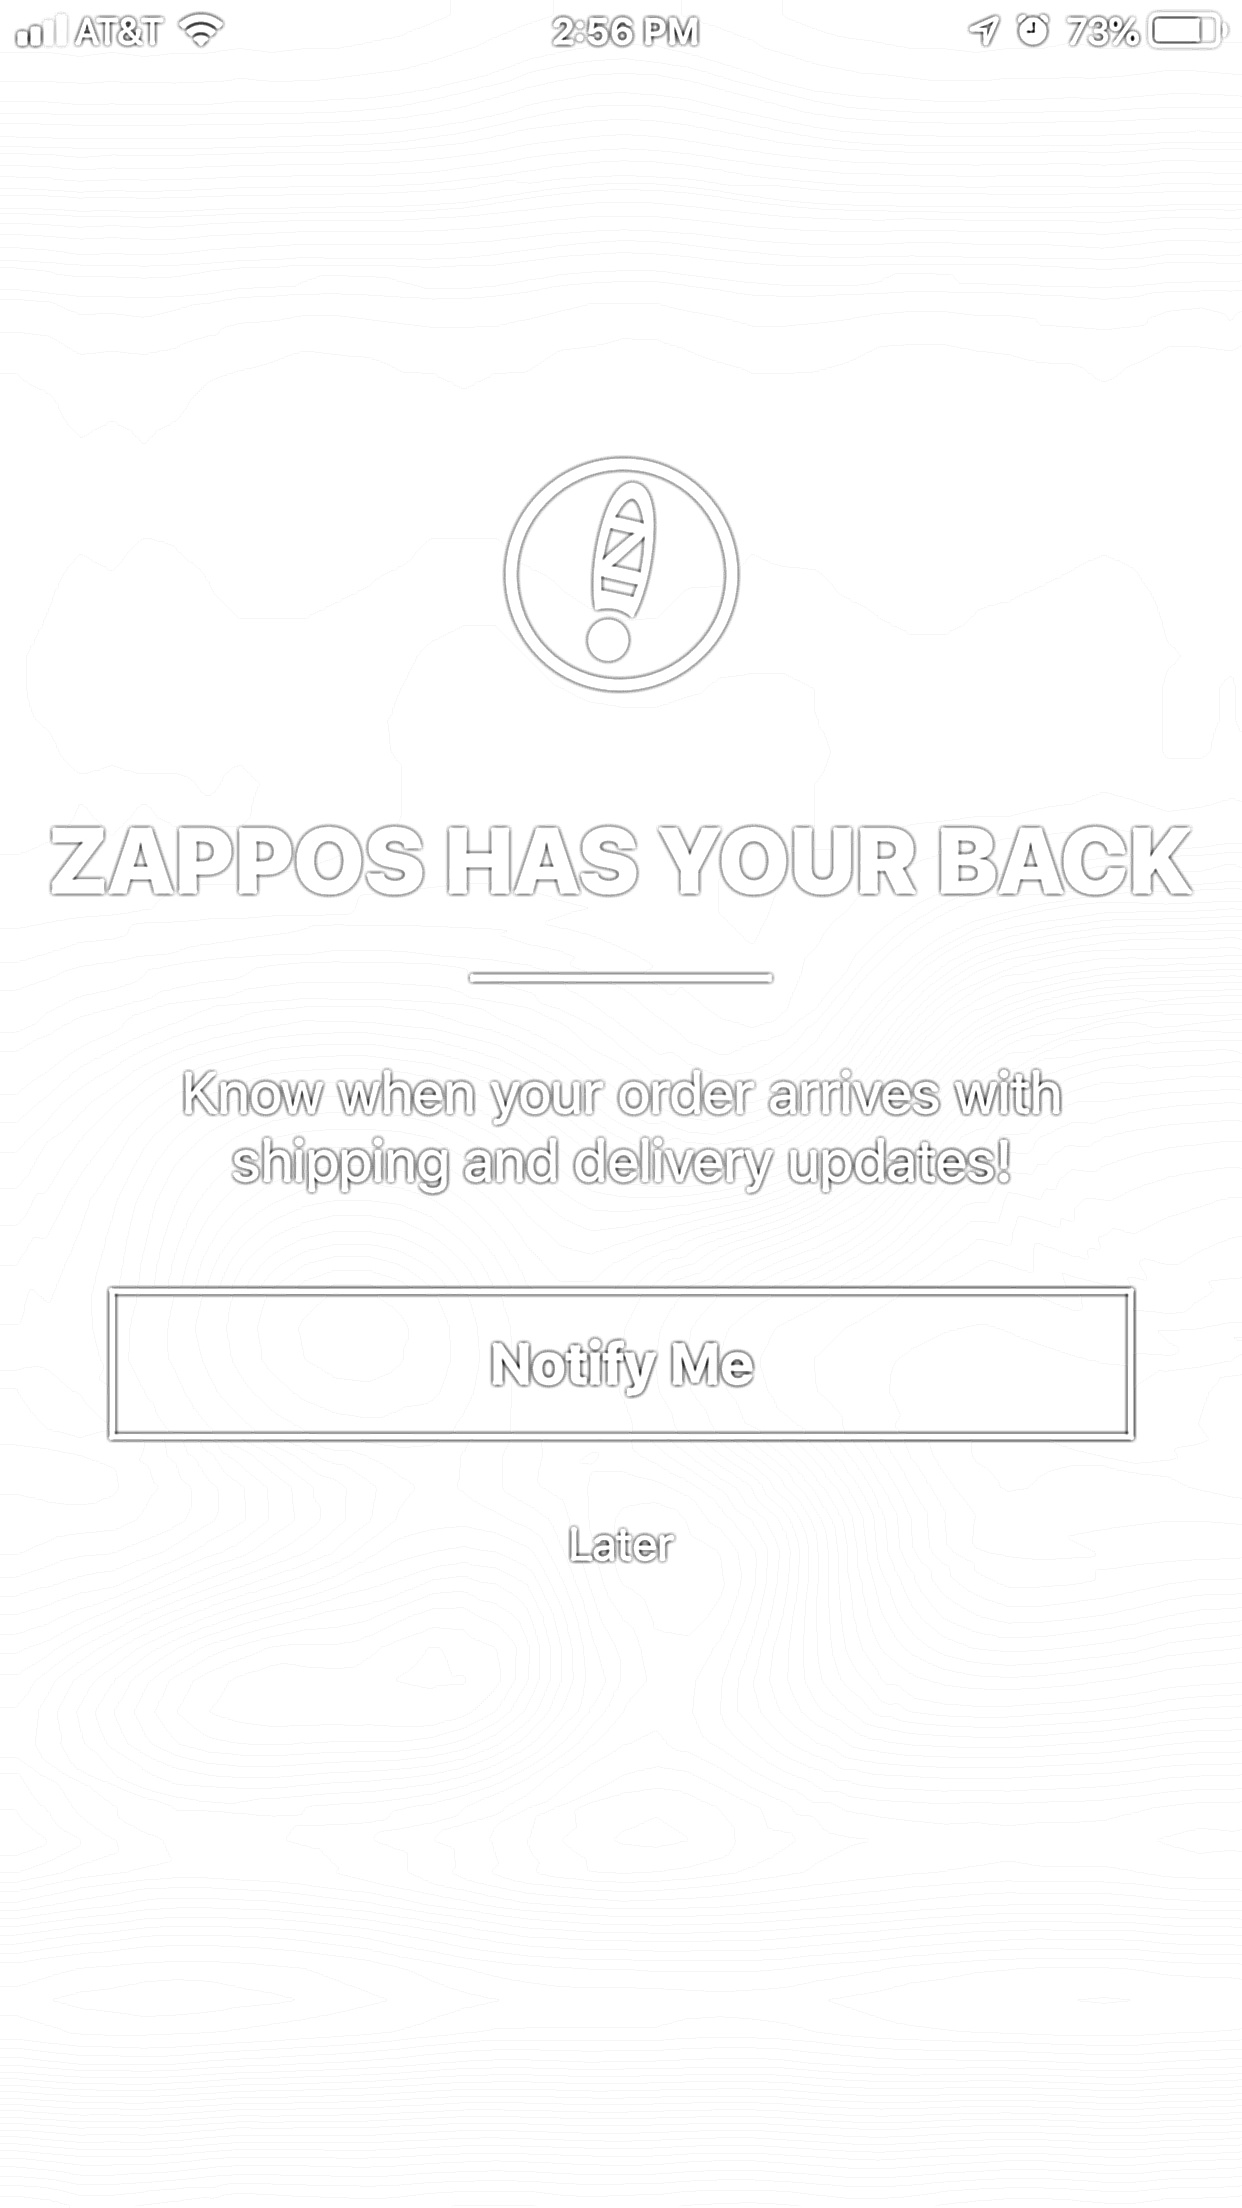 AT&T 2:56 PM 73%
ZAPPOS HAS YOUR BACK
Know when your order arrives with
shipping and delivery updates!
Notify Me
Later